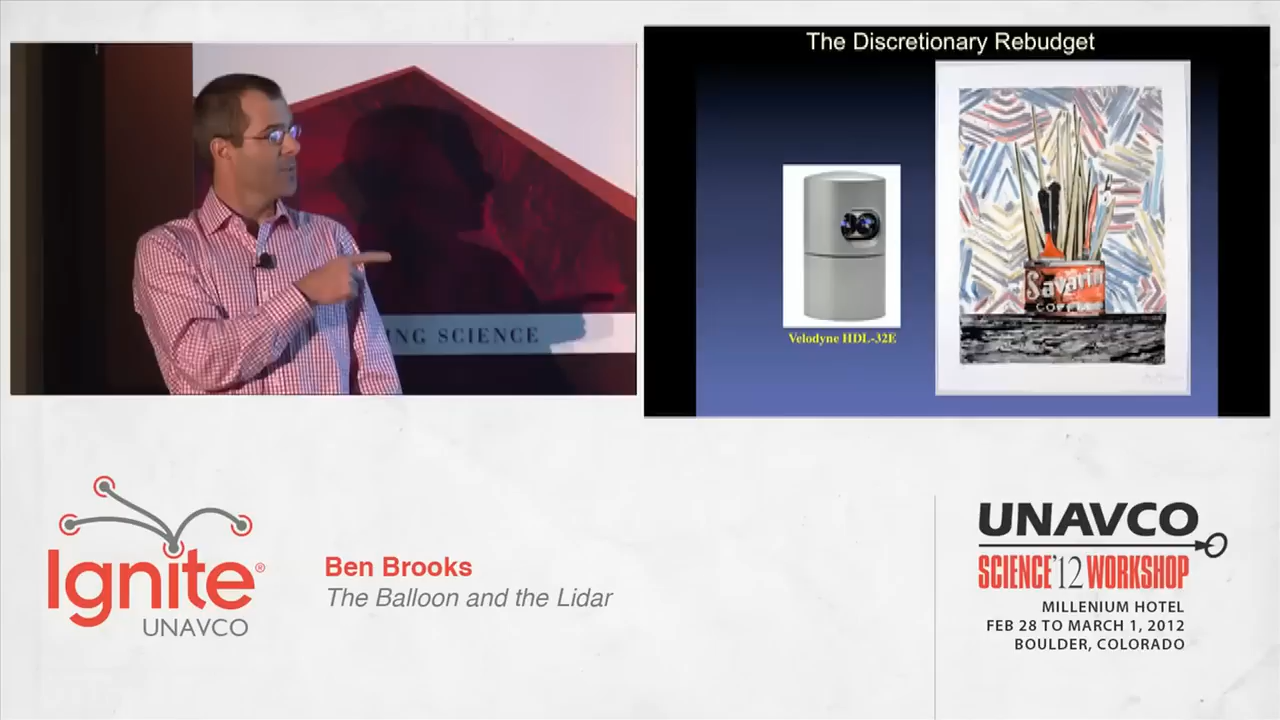 The Discretionary Rebudget
Savarin
COFFEE
Velodyne HDL-32E
NG SCIENCE
Ignite®
UNAVCO
Ben Brooks
The Balloon and the Lidar
UNAVCO
SCIENCE'12 WORKSHOP
MILLENIUM HOTEL
FEB 28 TO MARCH 1, 2012
BOULDER, COLORADO